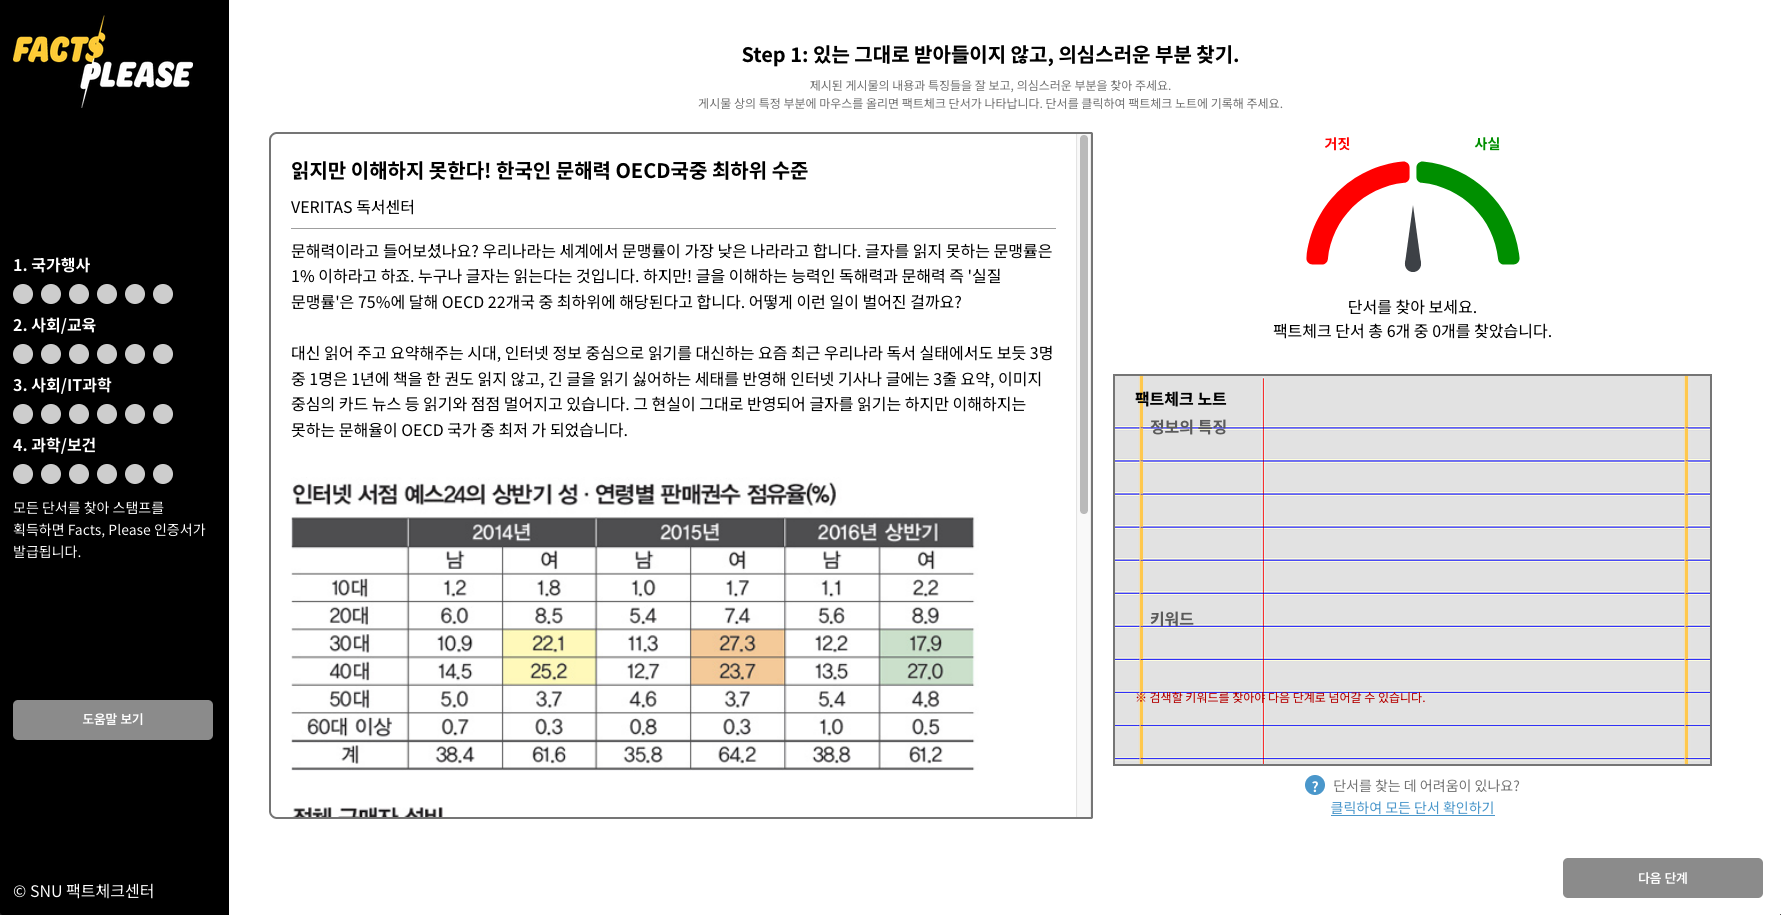 FACTS
PLEASE
1. 국가행사
2. 사회/교육
3. 사회/IT과학
4. 과학/보건
모든 단서를 찾아 스탬프를
획득하면 Facts, Please 인증서가
발급됩니다.
도움말 보기
© SNU 팩트체크센터
Step 1: 있는 그대로 받아들이지 않고, 의심스러운 부분 찾기.
제시된 게시물의 내용과 특징들을 잘 보고, 의심스러운 부분을 찾아 주세요.
게시물 상의 특정 부분에 마우스를 올리면 팩트체크 단서가 나타납니다. 단서를 클릭하여 팩트체크 노트에 기록해 주세요.
읽지만 이해하지 못한다! 한국인 문해력 OECD국중 최하위 수준
VERITAS 독서센터
문해력이라고 들어보셨나요? 우리나라는 세계에서 문맹률이 가장 낮은 나라라고 합니다. 글자를 읽지 못하는 문맹률은
1% 이하라고 하죠. 누구나 글자는 읽는다는 것입니다. 하지만! 글을 이해하는 능력인 독해력과 문해력 즉 '실질
문맹률'은 75%에 달해 OECD 22개국 중 최하위에 해당된다고 합니다. 어떻게 이런 일이 벌어진 걸까요?
대신 읽어 주고 요약해주는 시대, 인터넷 정보 중심으로 읽기를 대신하는 요즘 최근 우리나라 독서 실태에서도 보듯 3명
중 1명은 1년에 책을 한 권도 읽지 않고, 긴 글을 읽기 싫어하는 세태를 반영해 인터넷 기사나 글에는 3줄 요약, 이미지
중심의 카드 뉴스 등 읽기와 점점 멀어지고 있습니다. 그 현실이 그대로 반영되어 글자를 읽기는 하지만 이해하지는
못하는 문해율이 OECD 국가 중 최저 가 되었습니다.
인터넷 서점 예스24의 상반기 성 · 연령별 판매권수 점유율(%)
2014년 2015년 2016년 상반기
남 여 남 여 남 여
10대 1.2 1.8 1.0 1.7 1.1 2.2
20대 6.0 8.5 5.4 7.4 5.6 8.9
30대 10.9 22.1 11.3 27.3 12.2 17.9
40대 14.5 25.2 12.7 23.7 13.5 27.0
50대 5.0 3.7 4.6 3.7 5.4 4.8
60대 이상 0.7 0.3 0.8 0.3 1.0 0.5
계 38.4 61.6 35.8 64.2 38.8 61.2
거짓 사실
단서를 찾아 보세요.
팩트체크 단서 총 6개 중 0개를 찾았습니다.
팩트체크 노트
정보의 특징
키워드
※ 검색할 키워드를 찾아야 다음 단계로 넘어갈 수 있습니다.
? 단서를 찾는 데 어려움이 있나요?
클릭하여 모든 단서 확인하기
다음 단계